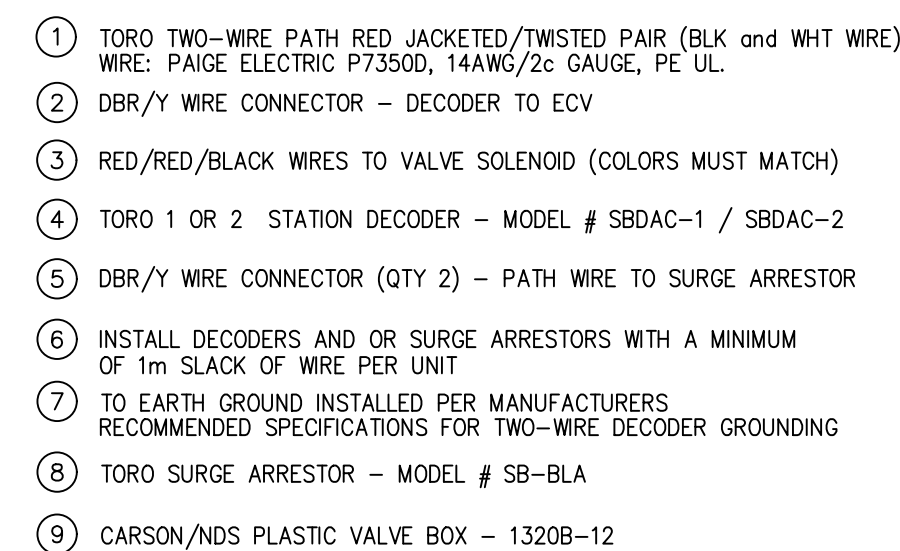 1 TORO TWO-WIRE PATH RED JACKETED/TWISTED PAIR (BLK and WHT WIRE)
WIRE: PAIGE ELECTRIC P7350D, 14AWG/2c GAUGE, PE UL.
2 DBR/Y WIRE CONNECTOR – DECODER TO ECV
3 RED/RED/BLACK WIRES TO VALVE SOLENOID (COLORS MUST MATCH)
4 TORO 1 OR 2 STATION DECODER – MODEL # SBDAC-1 / SBDAC-2
5 DBR/Y WIRE CONNECTOR (QTY 2) – PATH WIRE TO SURGE ARRESTOR
6 INSTALL DECODERS AND OR SURGE ARRESTORS WITH A MINIMUM
OF 1m SLACK OF WIRE PER UNIT
7 TO EARTH GROUND INSTALLED PER MANUFACTURERS
RECOMMENDED SPECIFICATIONS FOR TWO-WIRE DECODER GROUNDING
8 TORO SURGE ARRESTOR – MODEL # SB-BLA
9 CARSON/NDS PLASTIC VALVE BOX – 1320B-12